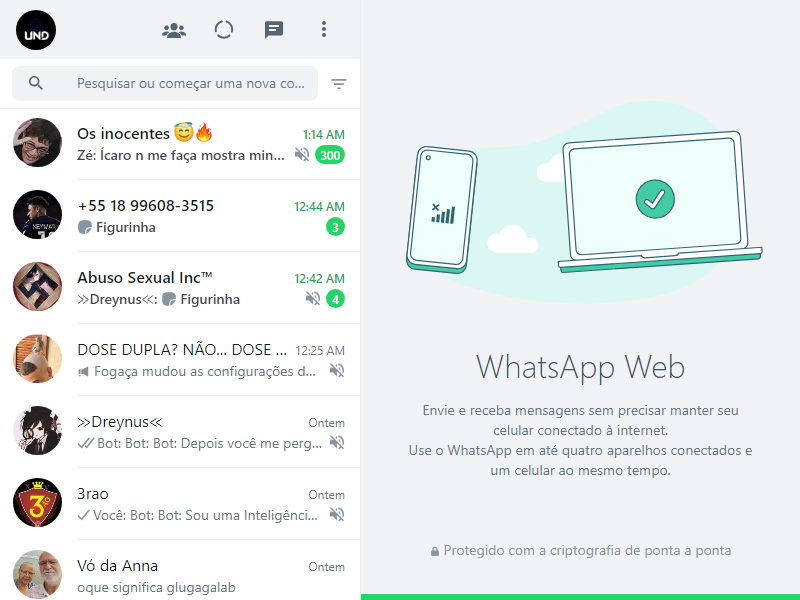 UND
Pesquisar ou começar uma nova co...
Os inocentes 😇🔥
1:14 AM
Zé: Ícaro n me faça mostra min...
300
+55 18 99608-3515
12:44 AM
Figurinha
3
Abuso Sexual Inc™
12:42 AM
≫Dreynus≪: Figurinha
4
DOSE DUPLA? NÃO... DOSE ...
12:25 AM
Fogaça mudou as configurações d...
≫Dreynus≪
Ontem
Bot: Bot: Bot: Depois você me perg...
3rao
Ontem
Você: Bot: Bot: Sou uma Inteligênci...
Vó da Anna
Ontem
oque significa glugagalab
NEYMAR
3
ÃO
WhatsApp Web
Envie e receba mensagens sem precisar manter seu
celular conectado à internet.
Use o WhatsApp em até quatro aparelhos conectados e
um celular ao mesmo tempo.
Protegido com a criptografia de ponta a ponta